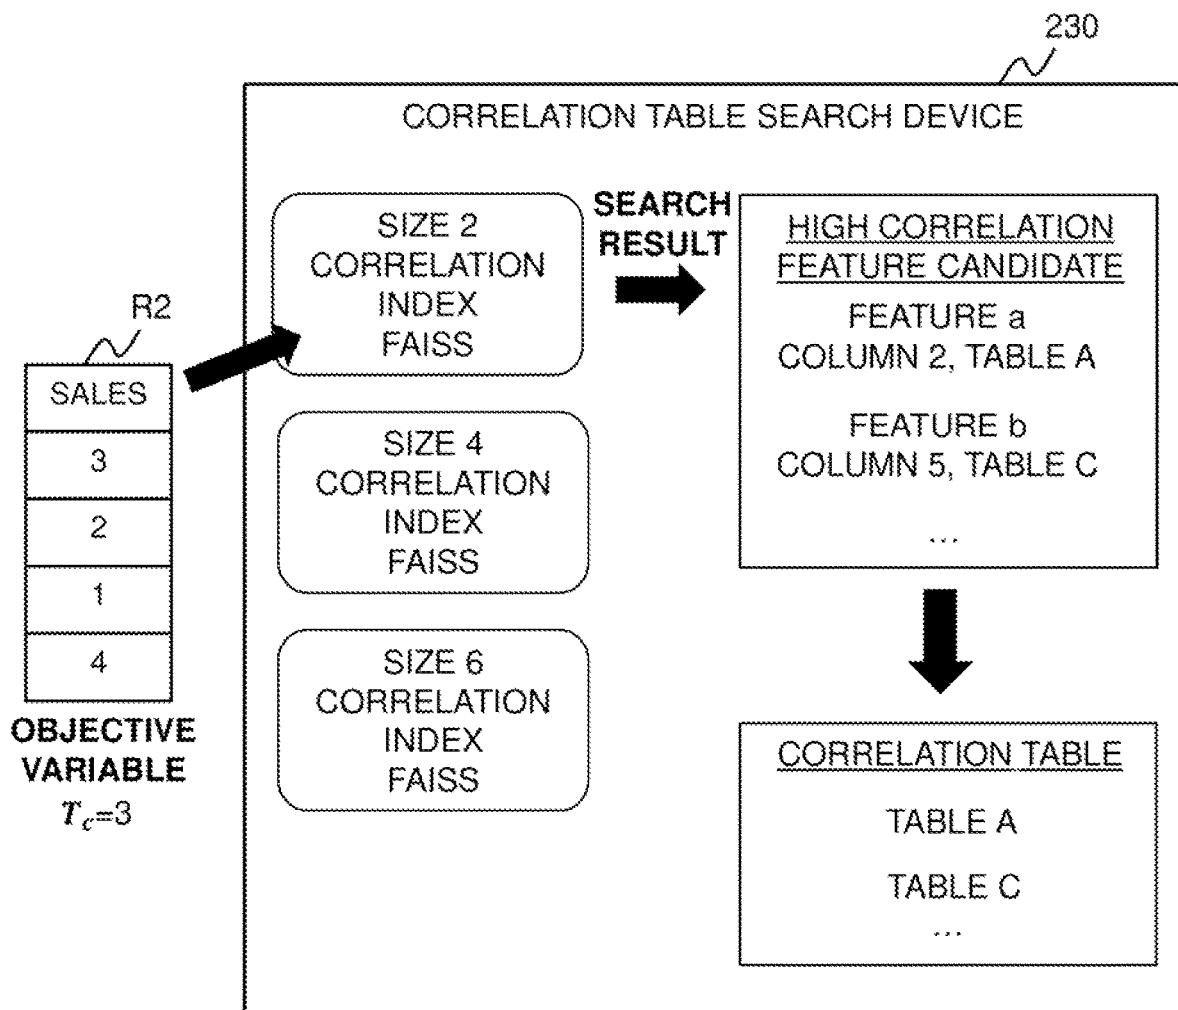 230
CORRELATION TABLE SEARCH DEVICE
R2
SALES
3
2
1
4
OBJECTIVE
VARIABLE
T_c=3
SIZE 2
CORRELATION
INDEX
FAISS
SIZE 4
CORRELATION
INDEX
FAISS
SIZE 6
CORRELATION
INDEX
FAISS
SEARCH
RESULT
HIGH CORRELATION
FEATURE CANDIDATE
FEATURE a
COLUMN 2, TABLE A
FEATURE b
COLUMN 5, TABLE C
...
CORRELATION TABLE
TABLE A
TABLE C
...